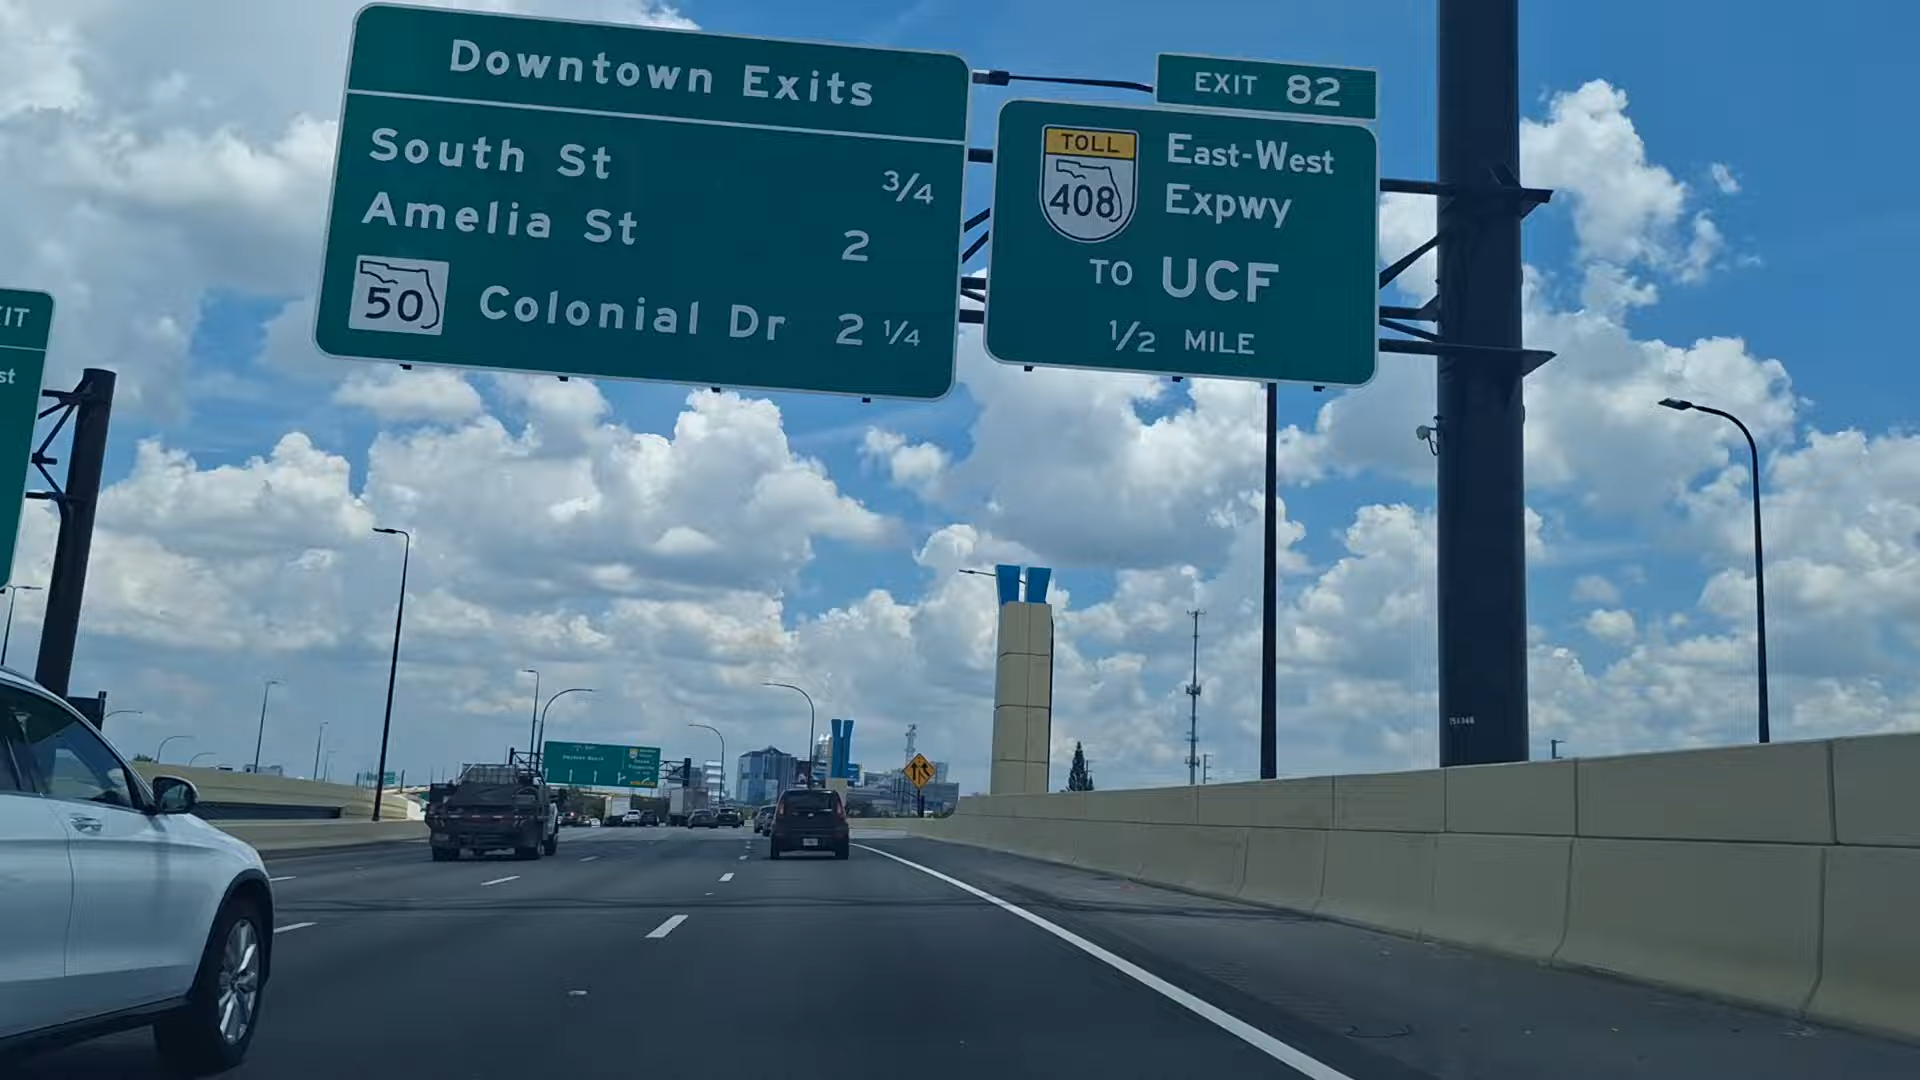 Downtown Exits
South St 3/4
Amelia St 2
50 Colonial Dr 2 1/4
EXIT 82
TOLL
408
East-West
Expwy
TO UCF
1/2 MILE